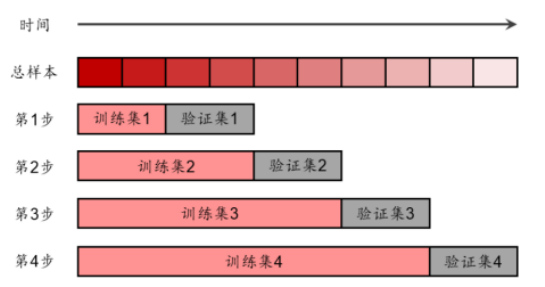 时间
总样本
第1步 训练集1 验证集1
第2步 训练集2 验证集2
第3步 训练集3 验证集3
第4步 训练集4 验证集4